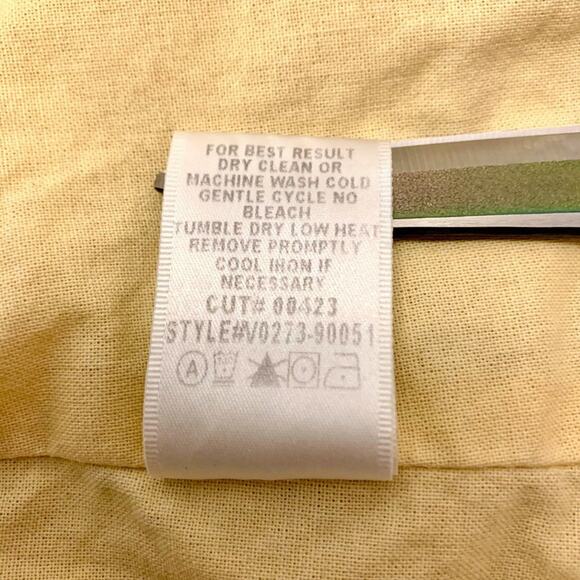 FOR BEST RESULT
DRY CLEAN OR
MACHINE WASH COLD
GENTLE CYCLE NO
BLEACH
TUMBLE DRY LOW HEAT
REMOVE PROMPTLY
COOL IRON IF
NECESSARY
CUT# 00423
STYLE#V0273-90051
A